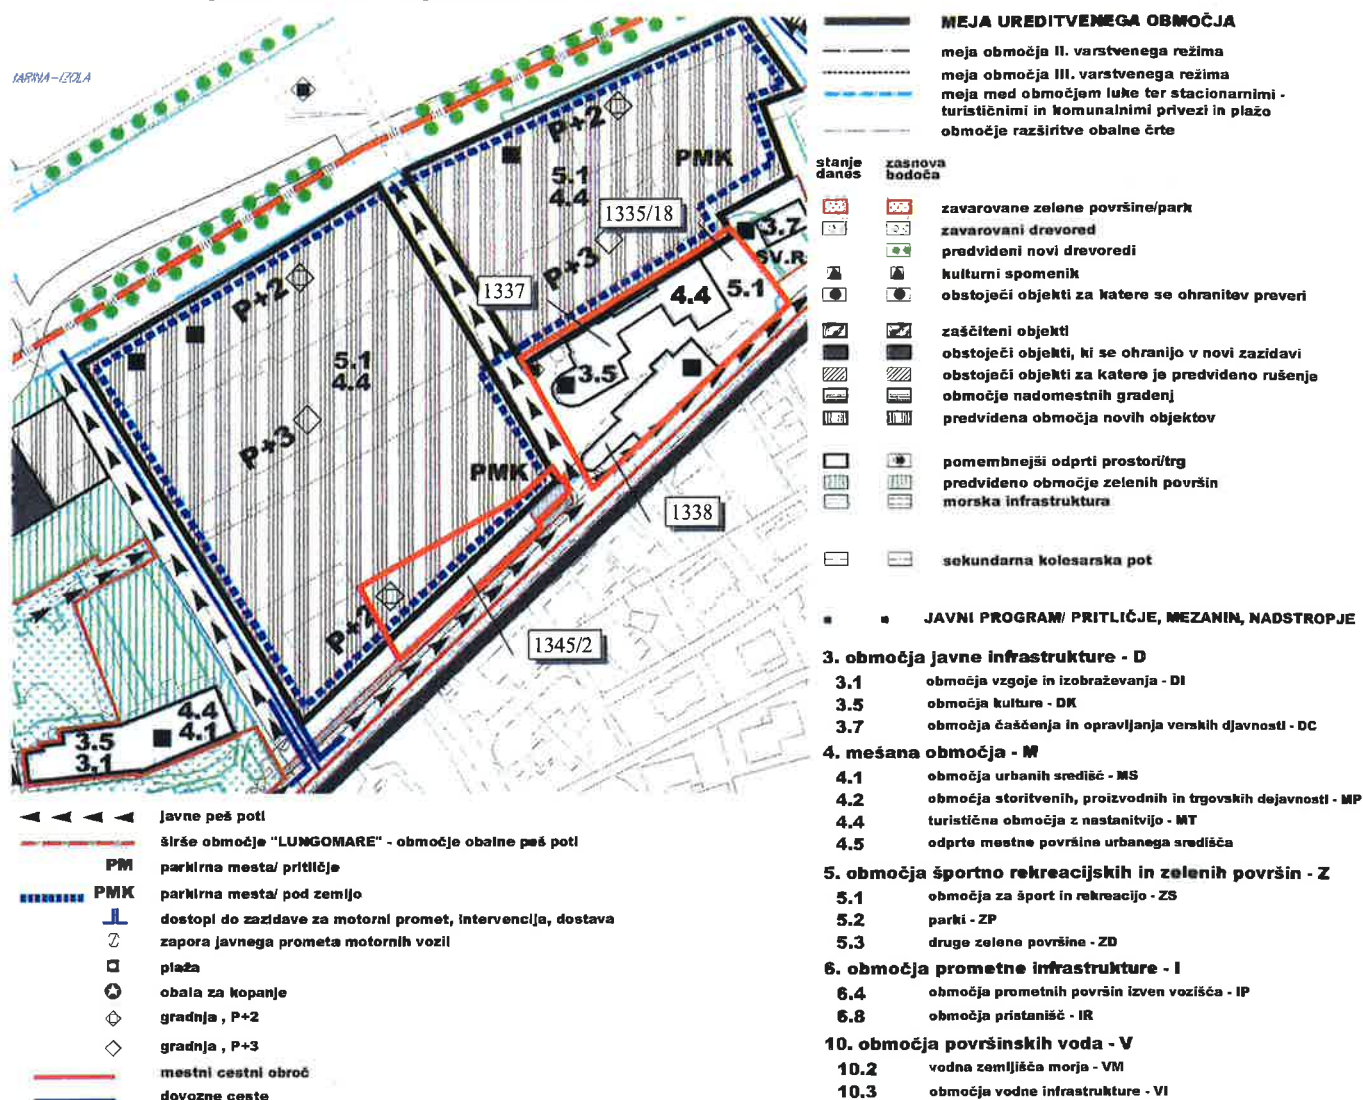 MARINA-IZOLA
P+2
PMK
5.1
4.4
1335/18
3.7
P+3
SV.R
1337
4.4
5.1
P+2
5.1
4.4
3.5
P+3
PMK
1338
P+2
1345/2
4.4
3.5
4.1
3.1
MEJA UREDITVENEGA OBMOČJA
meja območja II. varstvenega režima
meja območja III. varstvenega režima
meja med območjem luke ter stacionarnimi -
turističnimi in komunalnimi privezi in plažo
območje razširitve obalne črte
stanje zasnova
danes bodoča
zavarovane zelene površine/park
zavarovani drevored
predvideni novi drevoredi
kulturni spomenik
obstoječi objekti za katere se ohranitev preveri
zaščiteni objekti
obstoječi objekti, ki se ohranijo v novi zazidavi
obstoječi objekti za katere je predvideno rušenje
območje nadomestnih gradenj
predvidena območja novih objektov
pomembnejši odprti prostori/trg
predvideno območje zelenih površin
morska infrastruktura
sekundarna kolesarska pot
JAVNI PROGRAM/ PRITLIČJE, MEZANIN, NADSTROPJE
3. območja javne infrastrukture - D
3.1 območja vzgoje in izobraževanja - DI
3.5 območja kulture - DK
3.7 območja čaščenja in opravljanja verskih djavnosti - DC
4. mešana območja - M
4.1 območja urbanih središč - MS
4.2 območja storitvenih, proizvodnih in trgovskih dejavnosti - MP
4.4 turistična območja z nastanitvijo - MT
4.5 odprte mestne površine urbanega središča
5. območja športno rekreacijskih in zelenih površin - Z
5.1 območja za šport in rekreacijo - ZS
5.2 parki - ZP
5.3 druge zelene površine - ZD
6. območja prometne infrastrukture - I
6.4 območja prometnih površin izven vozišča - IP
6.8 območja pristanišč - IR
10. območja površinskih voda - V
10.2 vodna zemljišča morja - VM
10.3 območja vodne infrastrukture - VI
javne peš poti
širše območje "LUNGOMARE" - območje obalne peš poti
PM parkirna mesta/ pritličje
PMK parkirna mesta/ pod zemljo
dostopi do zazidave za motorni promet, intervencija, dostava
zapora javnega prometa motornih vozil
plaža
obala za kopanje
gradnja , P+2
gradnja , P+3
mestni cestni obroč
dovozne ceste